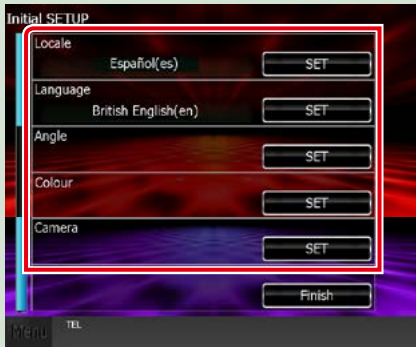 Initial SETUP
Locale
Español(es) SET
Language
British English(en) SET
Angle
SET
Colour
SET
Camera
SET
Finish
Menu TEL